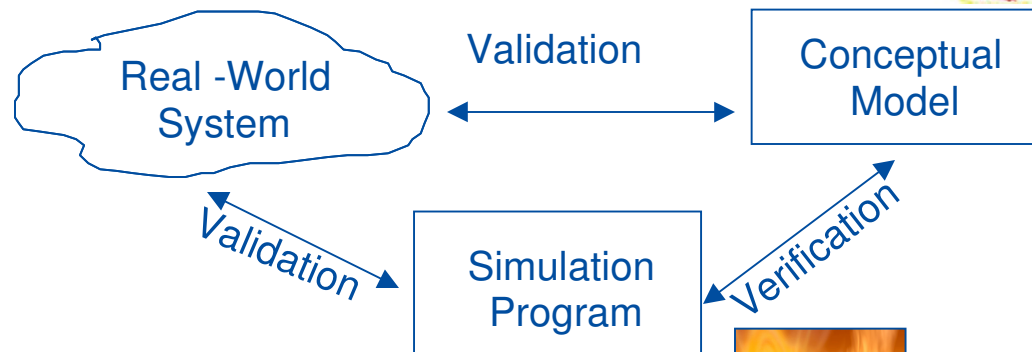 Real -World
System
Validation
Conceptual
Model
Validation
Simulation
Program
Verification